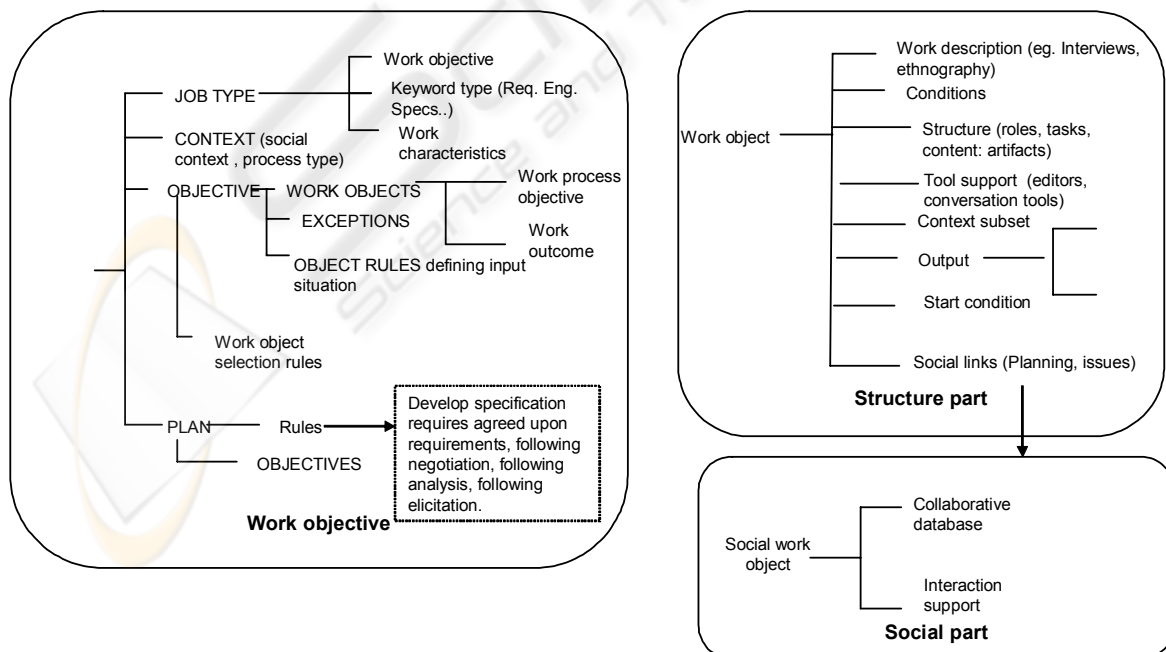 Work objective
JOB TYPE
Keyword type (Req. Eng.
Specs..)
Work
characteristics
CONTEXT (social
context , process type)
OBJECTIVE
WORK OBJECTS
Work process
objective
EXCEPTIONS
Work
outcome
OBJECT RULES defining input
situation
Work object
selection rules
PLAN
Rules
Develop specification
requires agreed upon
requirements, following
negotiation, following
analysis, following
elicitation.
OBJECTIVES
Work objective
Work description (eg. Interviews,
ethnography)
Conditions
Work object
Structure (roles, tasks,
content: artifacts)
Tool support (editors,
conversation tools)
Context subset
Output
Start condition
Social links (Planning, issues)
Structure part
Collaborative
database
Social work
object
Interaction
support
Social part
science and